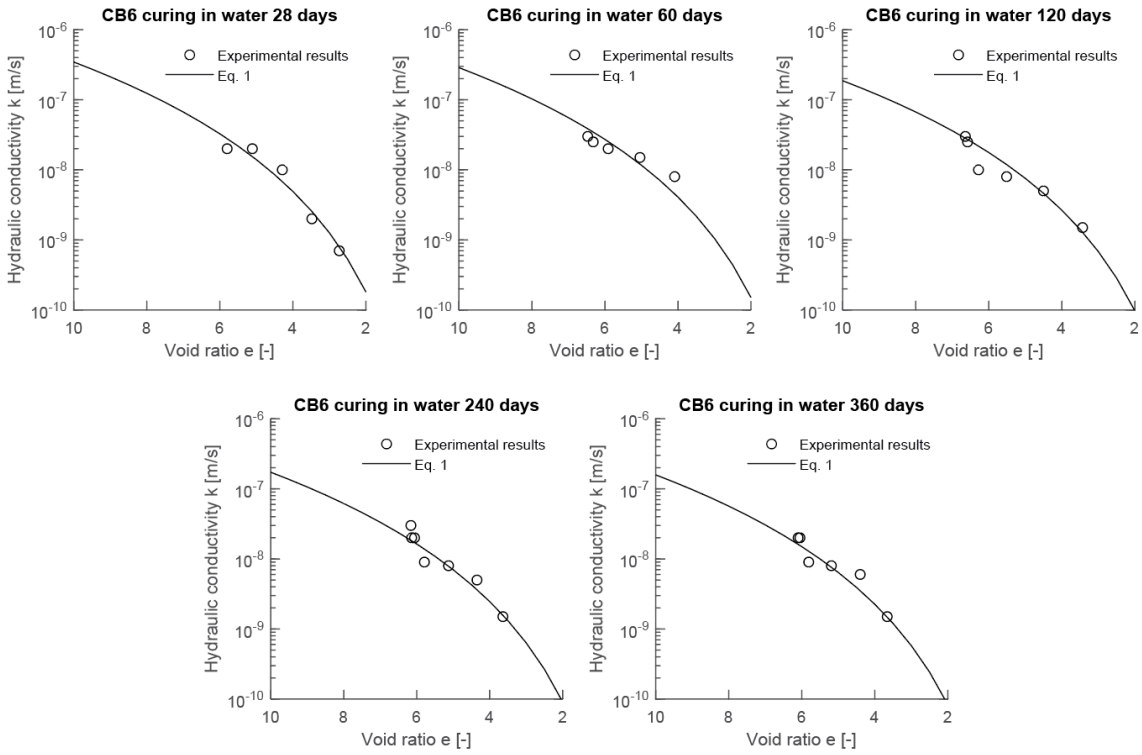 CB6 curing in water 28 days
Hydraulic conductivity k [m/s]
10^-6
10^-7
10^-8
10^-9
10^-10
Experimental results
Eq. 1
10 8 6 4 2
Void ratio e [-]
CB6 curing in water 60 days
Hydraulic conductivity k [m/s]
10^-6
10^-7
10^-8
10^-9
10^-10
Experimental results
Eq. 1
10 8 6 4 2
Void ratio e [-]
CB6 curing in water 120 days
Hydraulic conductivity k [m/s]
10^-6
10^-7
10^-8
10^-9
10^-10
Experimental results
Eq. 1
10 8 6 4 2
Void ratio e [-]
CB6 curing in water 240 days
Hydraulic conductivity k [m/s]
10^-6
10^-7
10^-8
10^-9
10^-10
Experimental results
Eq. 1
10 8 6 4 2
Void ratio e [-]
CB6 curing in water 360 days
Hydraulic conductivity k [m/s]
10^-6
10^-7
10^-8
10^-9
10^-10
Experimental results
Eq. 1
10 8 6 4 2
Void ratio e [-]